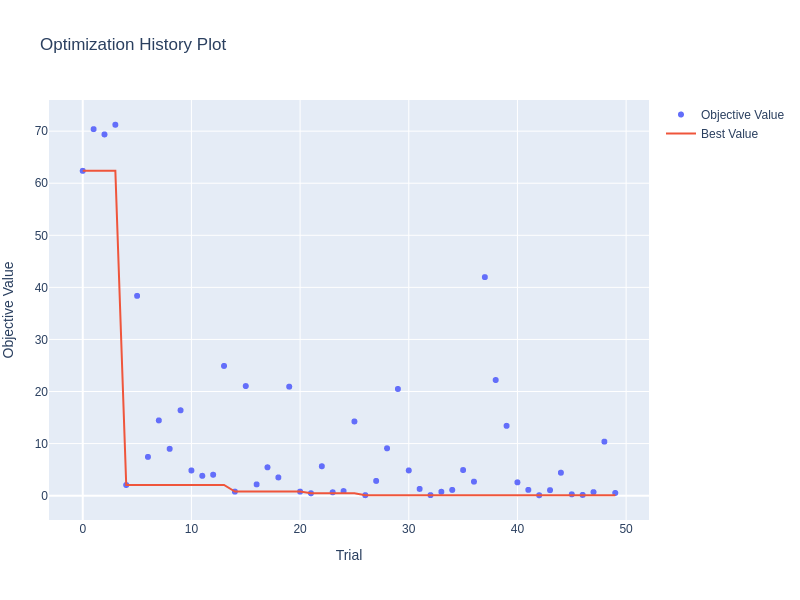 Optimization History Plot
Objective Value
Best Value
70
60
50
40
30
20
10
0
Objective Value
0 10 20 30 40 50
Trial